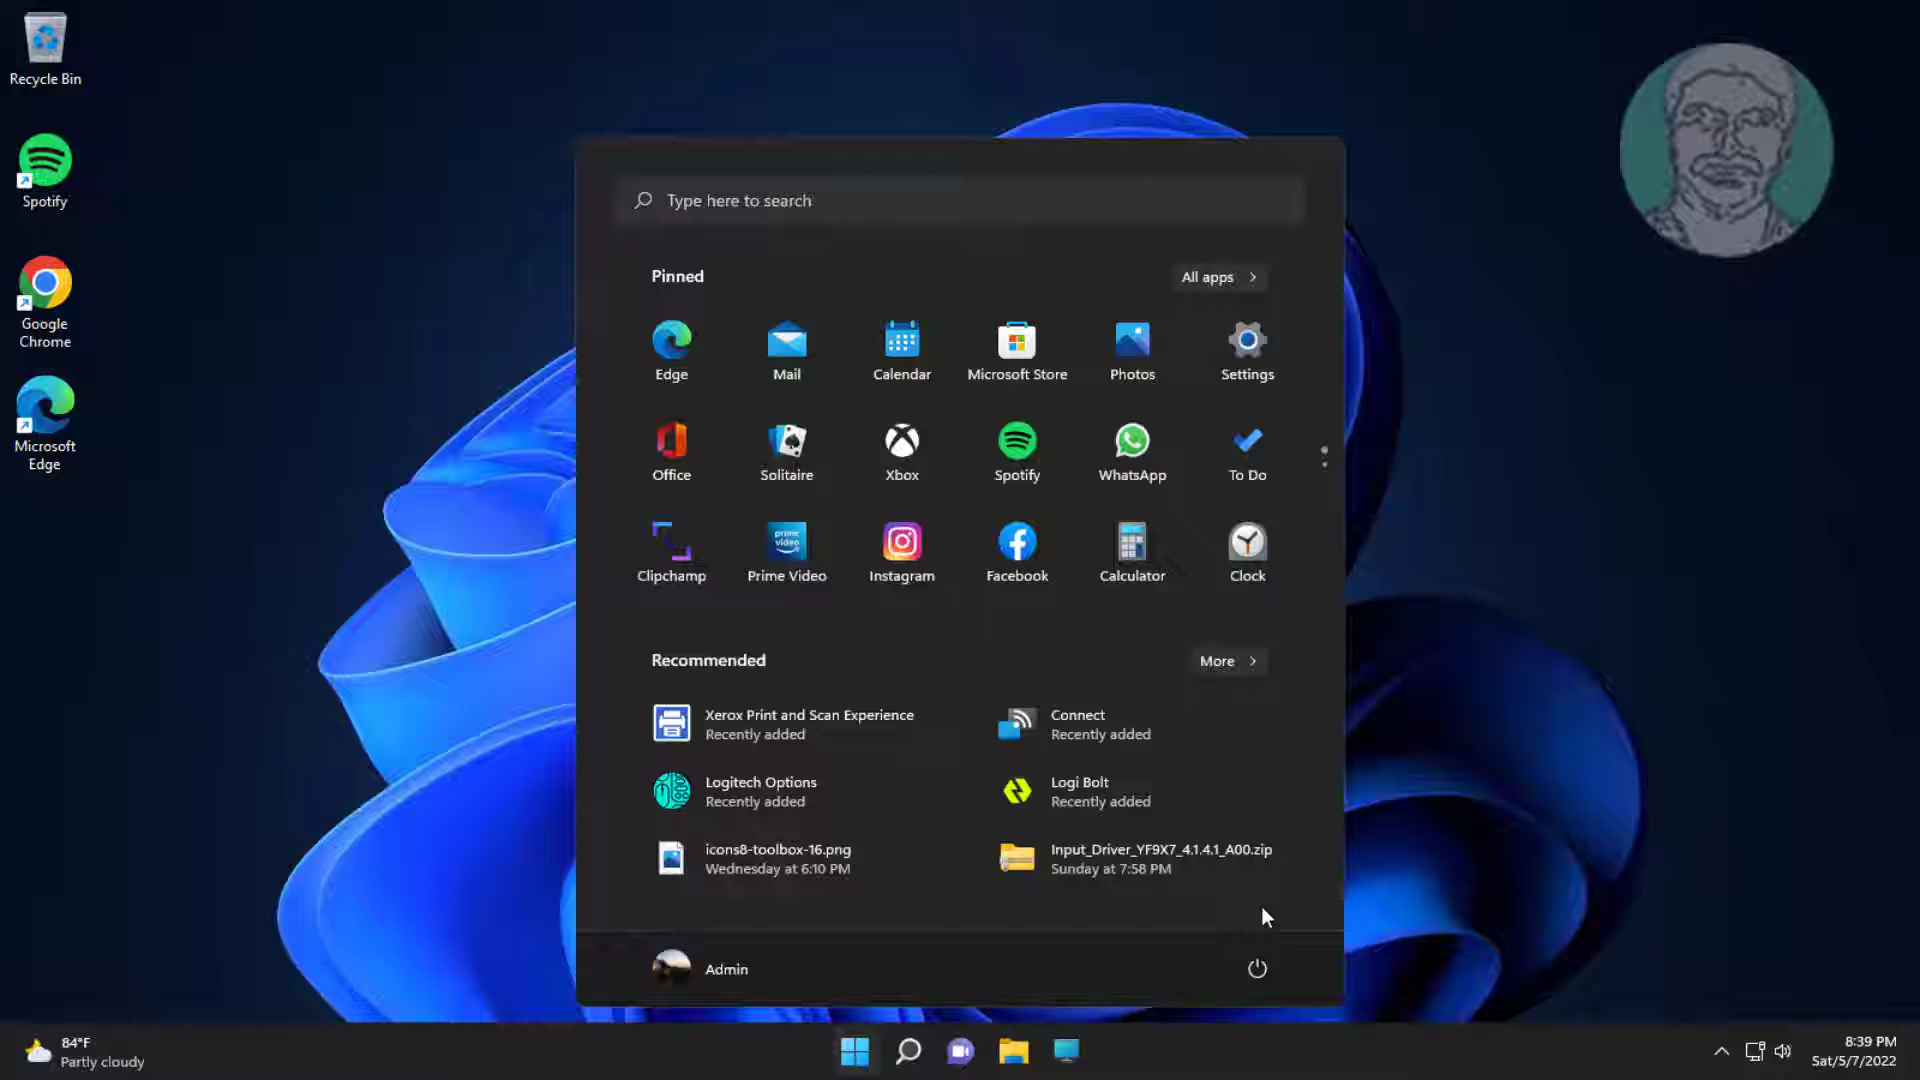 Recycle Bin
Spotify
Google
Chrome
Microsoft
Edge
Type here to search
Pinned
All apps
Edge
Mail
Calendar
Microsoft Store
Photos
Settings
Office
Solitaire
Xbox
Spotify
WhatsApp
To Do
Clipchamp
prime
video
Prime Video
Instagram
Facebook
Calculator
Clock
Recommended
More
Xerox Print and Scan Experience
Recently added
Connect
Recently added
Logitech Options
Recently added
Logi Bolt
Recently added
icons8-toolbox-16.png
Wednesday at 6:10 PM
Input_Driver_YF9X7_4.1.4.1_A00.zip
Sunday at 7:58 PM
Admin
84°F
Partly cloudy
8:39 PM
Sat/5/7/2022